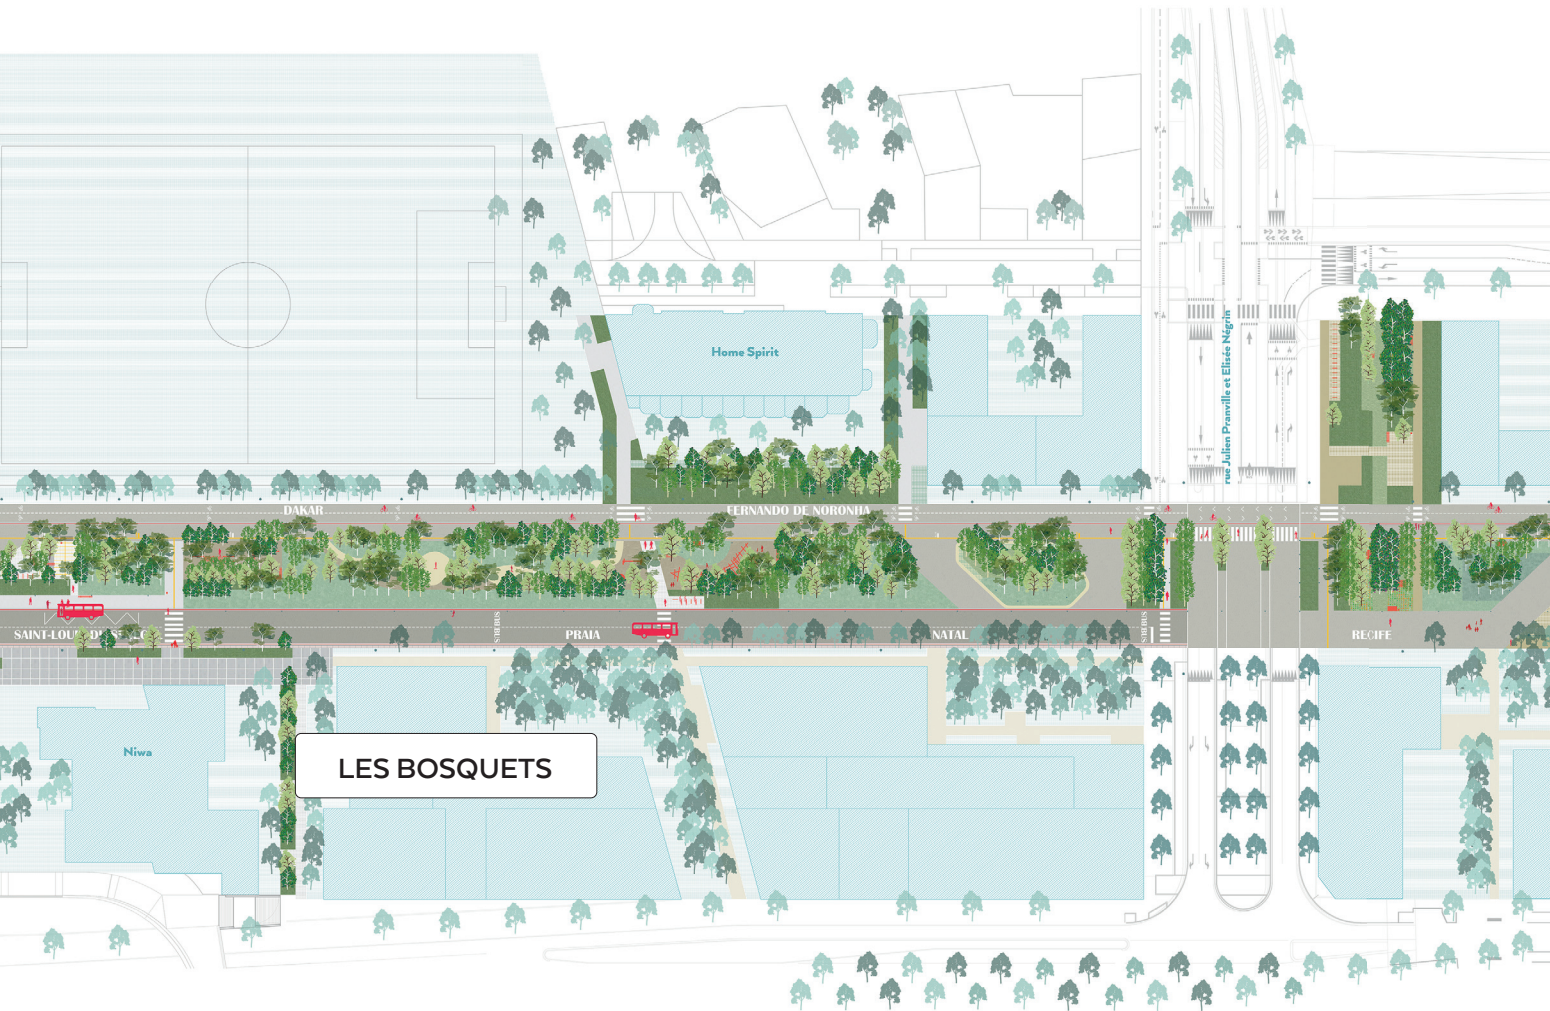 Home Spirit
rue Julien Pranville et Elisée Négrin
DAKAR
FERNANDO DE NORONHA
PRAIA
NATAL
RECIFE
Niwa
LES BOSQUETS